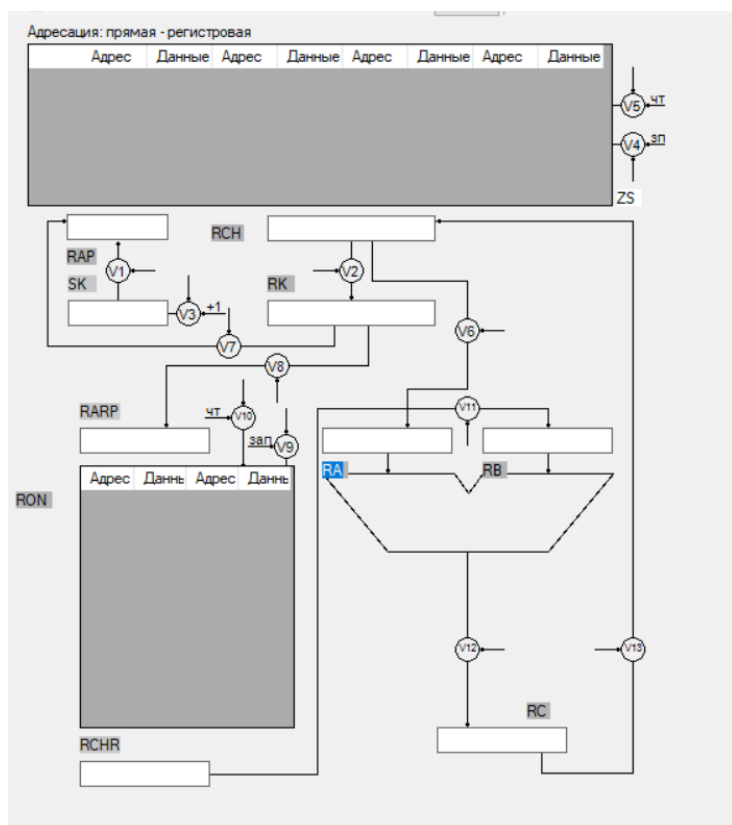 Адресация: прямая - регистровая
Адрес Данные Адрес Данные Адрес Данные Адрес Данные
V5 чт
V4 зп
ZS
RCH
RAP
V1 V2
SK RK
V3 +1
V6
V7
V8
RARP чт V10 V11
зап V9
Адрес Даннь Адрес Даннь RA RB
RON
V12 V13
RC
RCHR